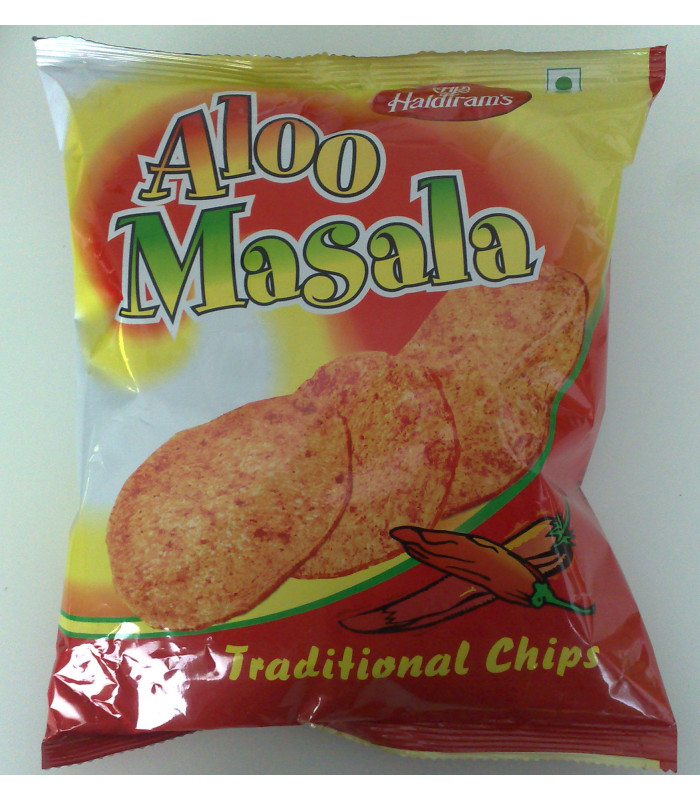 Haldiram's
Aloo
Masala
Traditional Chips